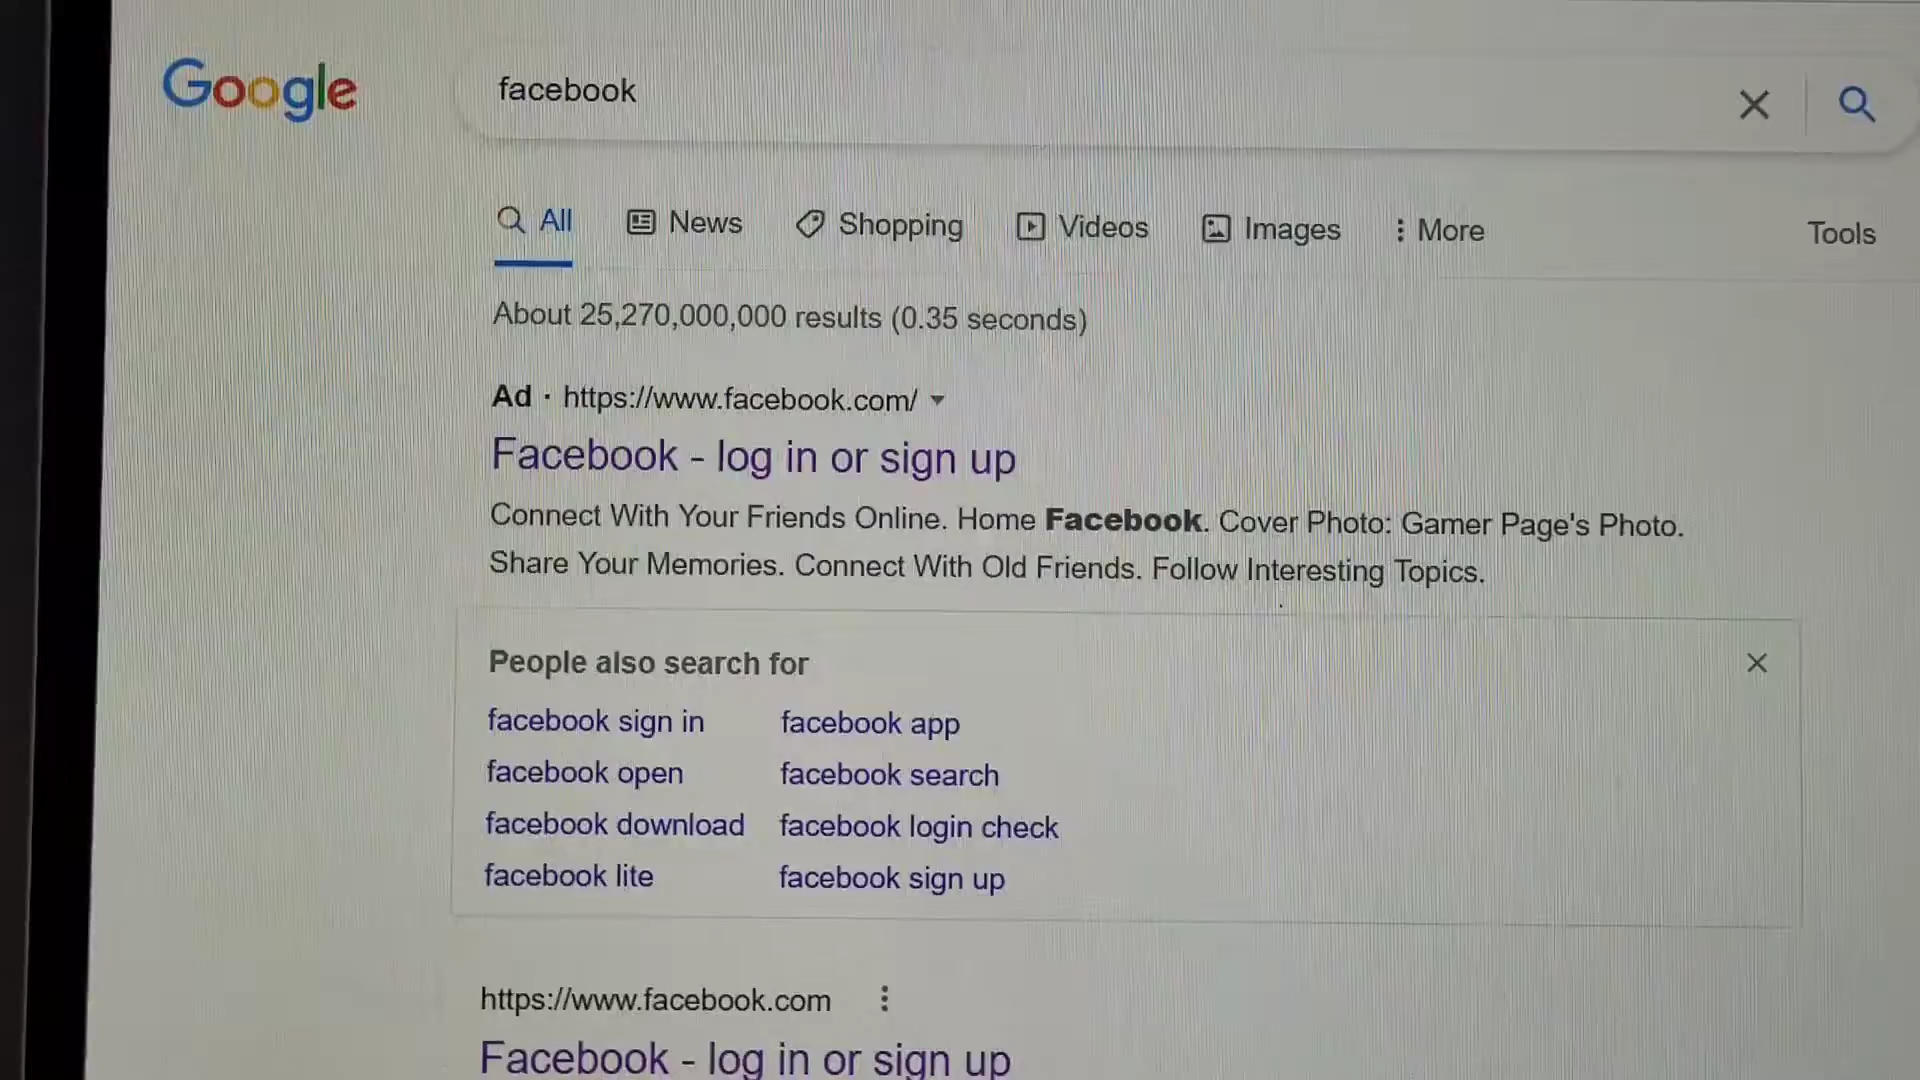 Google
facebook
All News Shopping Videos Images More Tools
About 25,270,000,000 results (0.35 seconds)
Ad · https://www.facebook.com/
Facebook - log in or sign up
Connect With Your Friends Online. Home Facebook. Cover Photo: Gamer Page's Photo.
Share Your Memories. Connect With Old Friends. Follow Interesting Topics.
People also search for
facebook sign in facebook app
facebook open facebook search
facebook download facebook login check
facebook lite facebook sign up
https://www.facebook.com
Facebook - log in or sign up